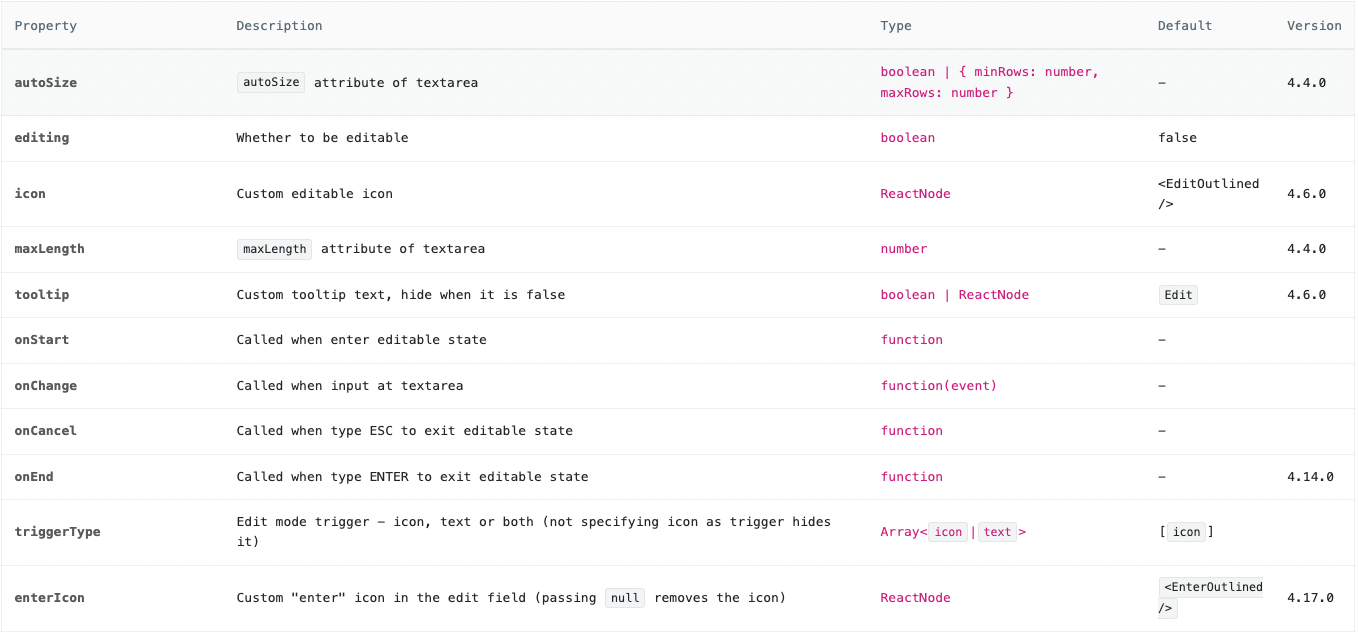 Property Description Type Default Version
autoSize autoSize attribute of textarea boolean | { minRows: number, maxRows: number } – 4.4.0
editing Whether to be editable boolean false
icon Custom editable icon ReactNode <EditOutlined /> 4.6.0
maxLength maxLength attribute of textarea number – 4.4.0
tooltip Custom tooltip text, hide when it is false boolean | ReactNode Edit 4.6.0
onStart Called when enter editable state function –
onChange Called when input at textarea function(event) –
onCancel Called when type ESC to exit editable state function –
onEnd Called when type ENTER to exit editable state function – 4.14.0
triggerType Edit mode trigger – icon, text or both (not specifying icon as trigger hides it) Array<icon|text> [icon]
enterIcon Custom "enter" icon in the edit field (passing null removes the icon) ReactNode <EnterOutlined /> 4.17.0